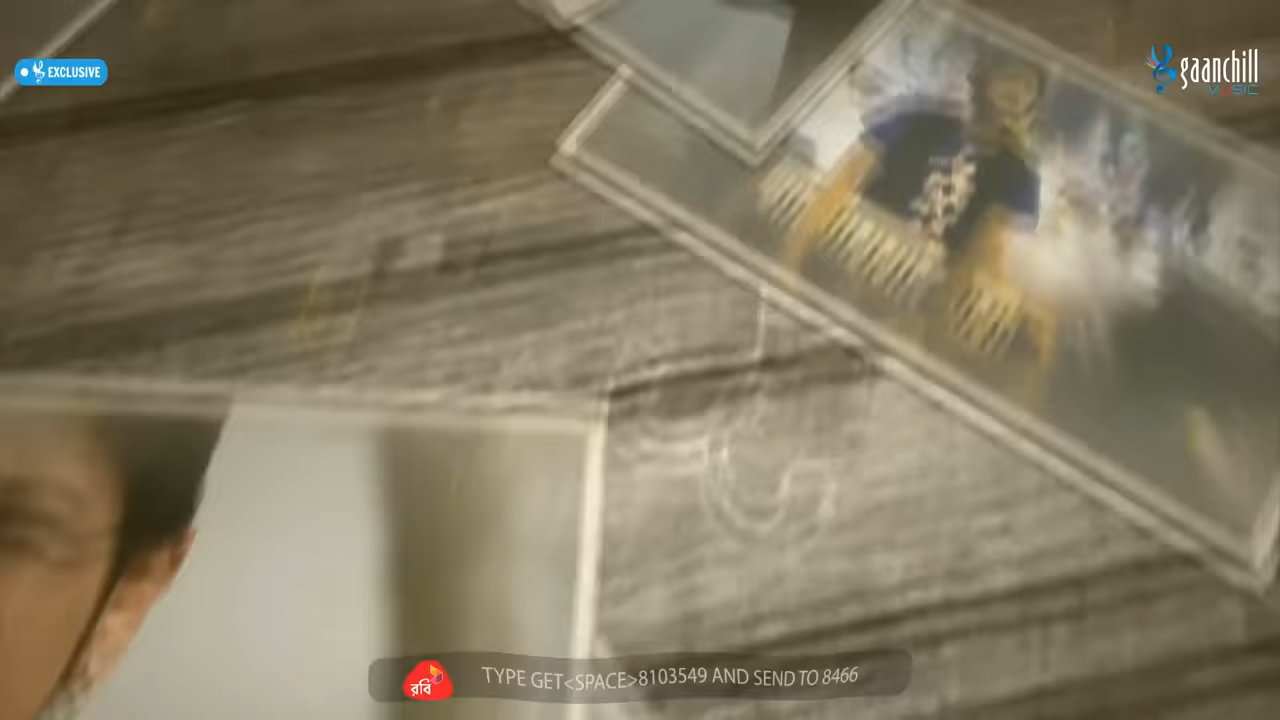 EXCLUSIVE
gaanchill
MUSIC
রবি
TYPE GET<SPACE>8103549 AND SEND TO 8466